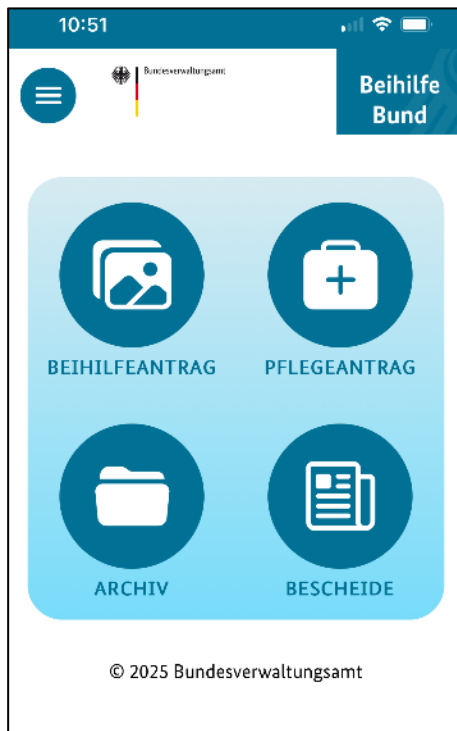 10:51
Bundesverwaltungsamt
Beihilfe
Bund
BEIHILFEANTRAG
PFLEGEANTRAG
ARCHIV
BESCHEIDE
© 2025 Bundesverwaltungsamt